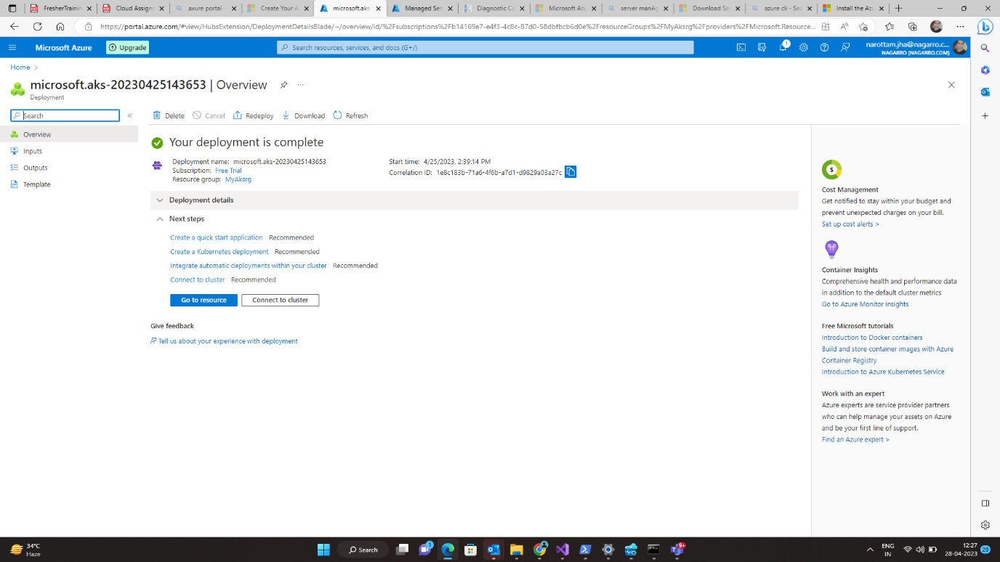 FresherTrainin
Cloud Assignm
axure portal -
Create Your A
microsoft.aks
Managed Serv
Diagnostic Co
Microsoft Azu
server manAg
Download Ser
azure cli - Sea
Install the Azu
https://portal.azure.com/#view/HubsExtension/DeploymentDetailsBlade/~/overview/id/%2Fsubscriptions%2Fb14169e7-e4f3-4c8c-87d0-58dbfbcb6d0e%2FresourceGroups%2FMyAksrg%2Fproviders%2FMicrosoft.Resource...
Microsoft Azure
Upgrade
Search resources, services, and docs (G+/)
1
narottam.jha@nagarro.c...
NAGARRO (NAGARRO.COM)
Home
microsoft.aks-20230425143653 | Overview
Deployment
Search
Delete
Cancel
Redeploy
Download
Refresh
Overview
Inputs
Outputs
Template
Your deployment is complete
Deployment name: microsoft.aks-20230425143653
Subscription: Free Trial
Resource group: MyAksrg
Start time: 4/25/2023, 2:39:14 PM
Correlation ID: 1e8c183b-71a6-4f6b-a7d1-d9829a03a27c
Deployment details
Next steps
Create a quick start application Recommended
Create a Kubernetes deployment Recommended
Integrate automatic deployments within your cluster Recommended
Connect to cluster Recommended
Go to resource
Connect to cluster
Give feedback
Tell us about your experience with deployment
Cost Management
Get notified to stay within your budget and
prevent unexpected charges on your bill.
Set up cost alerts >
Container Insights
Comprehensive health and performance data
in addition to the default cluster metrics
Go to Azure Monitor insights
Free Microsoft tutorials
Introduction to Docker containers
Build and store container images with Azure
Container Registry
Introduction to Azure Kubernetes Service
Work with an expert
Azure experts are service provider partners
who can help manage your assets on Azure
and be your first line of support.
Find an Azure expert >
34°C
Haze
Search
1
9+
ENG
IN
12:27
28-04-2023
29